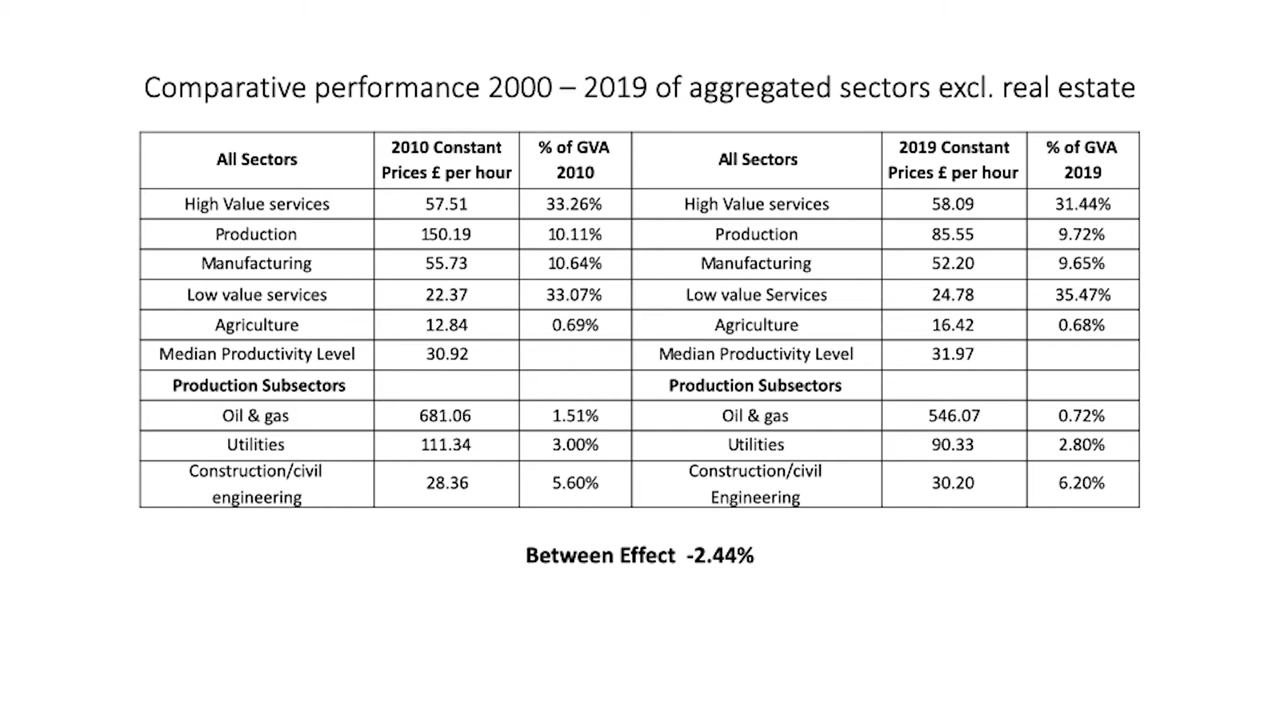 Comparative performance 2000 – 2019 of aggregated sectors excl. real estate
All Sectors 2010 Constant Prices £ per hour % of GVA 2010 All Sectors 2019 Constant Prices £ per hour % of GVA 2019
High Value services 57.51 33.26% High Value services 58.09 31.44%
Production 150.19 10.11% Production 85.55 9.72%
Manufacturing 55.73 10.64% Manufacturing 52.20 9.65%
Low value services 22.37 33.07% Low value Services 24.78 35.47%
Agriculture 12.84 0.69% Agriculture 16.42 0.68%
Median Productivity Level 30.92 Median Productivity Level 31.97
Production Subsectors Production Subsectors
Oil & gas 681.06 1.51% Oil & gas 546.07 0.72%
Utilities 111.34 3.00% Utilities 90.33 2.80%
Construction/civil engineering 28.36 5.60% Construction/civil Engineering 30.20 6.20%
Between Effect -2.44%